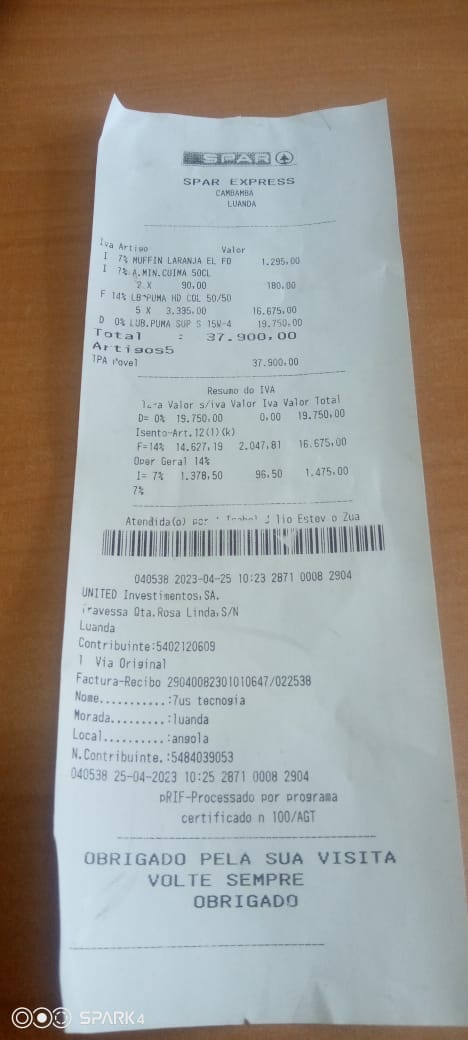 SPAR
SPAR EXPRESS
CAMBAMBA
LUANDA
Iva Artigo Valor
I 7% MUFFIN LARANJA EL FO 1.295,00
I 7% A.MIN.CUIMA 50CL
2 X 90,00 180,00
F 14% LB*PUMA HD COL 50/50
5 X 3.335,00 16.675,00
D 0% LUB.PUMA SUP S 15W-4 19.750,00
Total : 37.900,00
Artigos5
TPA Povel 37.900,00
Resumo do IVA
Taxa Valor s/iva Valor Iva Valor Total
D= 0% 19.750,00 0,00 19.750,00
Isento-Art.12(1)(k)
F=14% 14.627,19 2.047,81 16.675,00
Oper Geral 14%
I= 7% 1.378,50 96,50 1.475,00
7%
Atendida(o) por : Estev o Zua
040538 2023-04-25 10:23 2871 0008 2904
UNITED Investimentos,SA.
Travessa Qta.Rosa Linda,S/N
Luanda
Contribuinte:5402120609
1 Via Original
Factura-Recibo 29040082301010647/022538
Nome...........:7us tecnogia
Morada.........:luanda
Local..........:angola
N.Contribuinte.:5484039053
040538 25-04-2023 10:25 2871 0008 2904
pRIF-Processado por programa
certificado n 100/AGT
OBRIGADO PELA SUA VISITA
VOLTE SEMPRE
OBRIGADO
SPARK 4